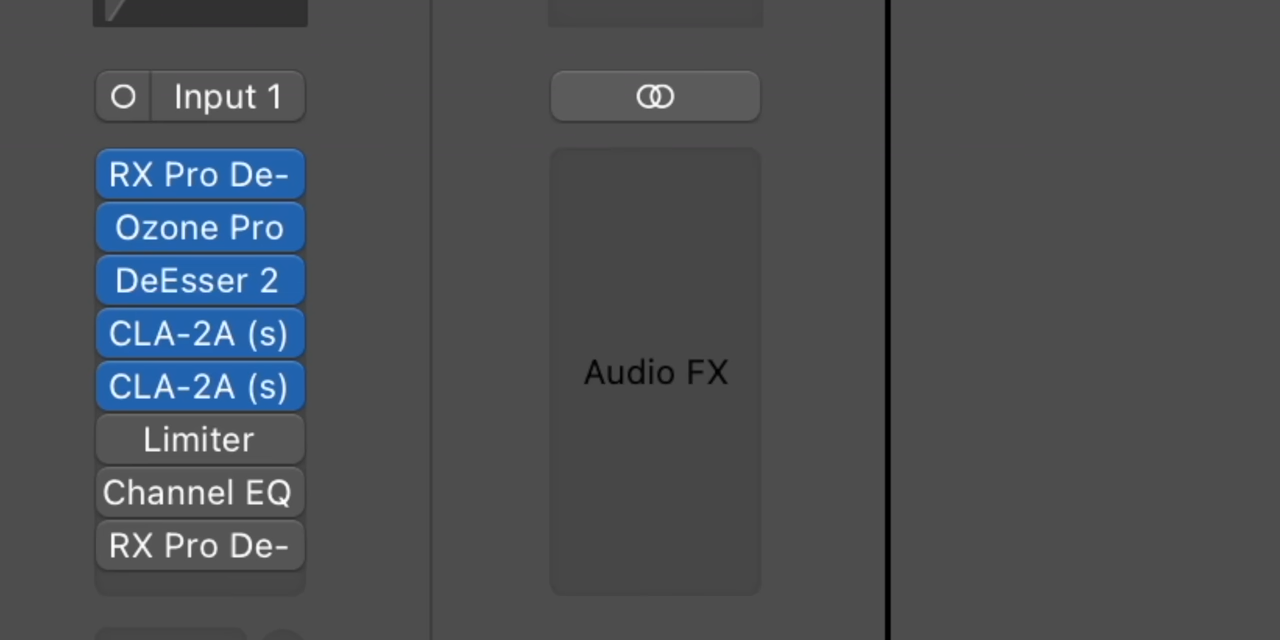 Input 1
RX Pro De-
Ozone Pro
DeEsser 2
CLA-2A (s)
CLA-2A (s)
Limiter
Channel EQ
RX Pro De-
Audio FX